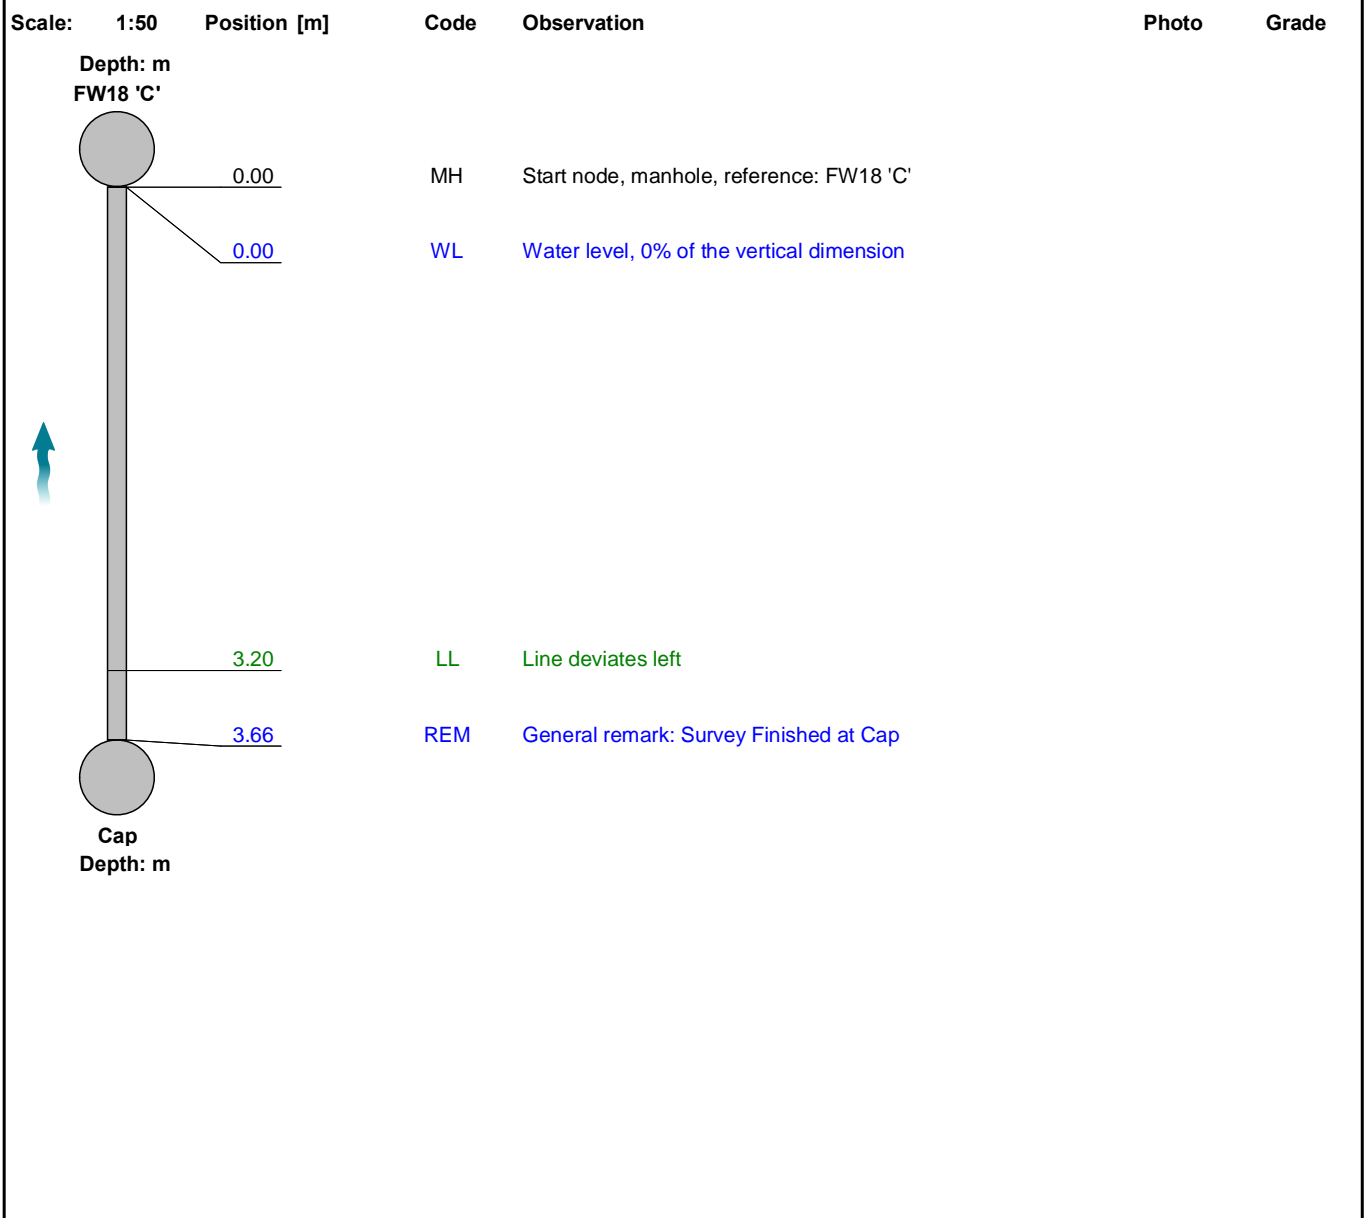 Scale: 1:50 Position [m] Code Observation Photo Grade
Depth: m
FW18 'C'
0.00 MH Start node, manhole, reference: FW18 'C'
0.00 WL Water level, 0% of the vertical dimension
3.20 LL Line deviates left
3.66 REM General remark: Survey Finished at Cap
Cap
Depth: m